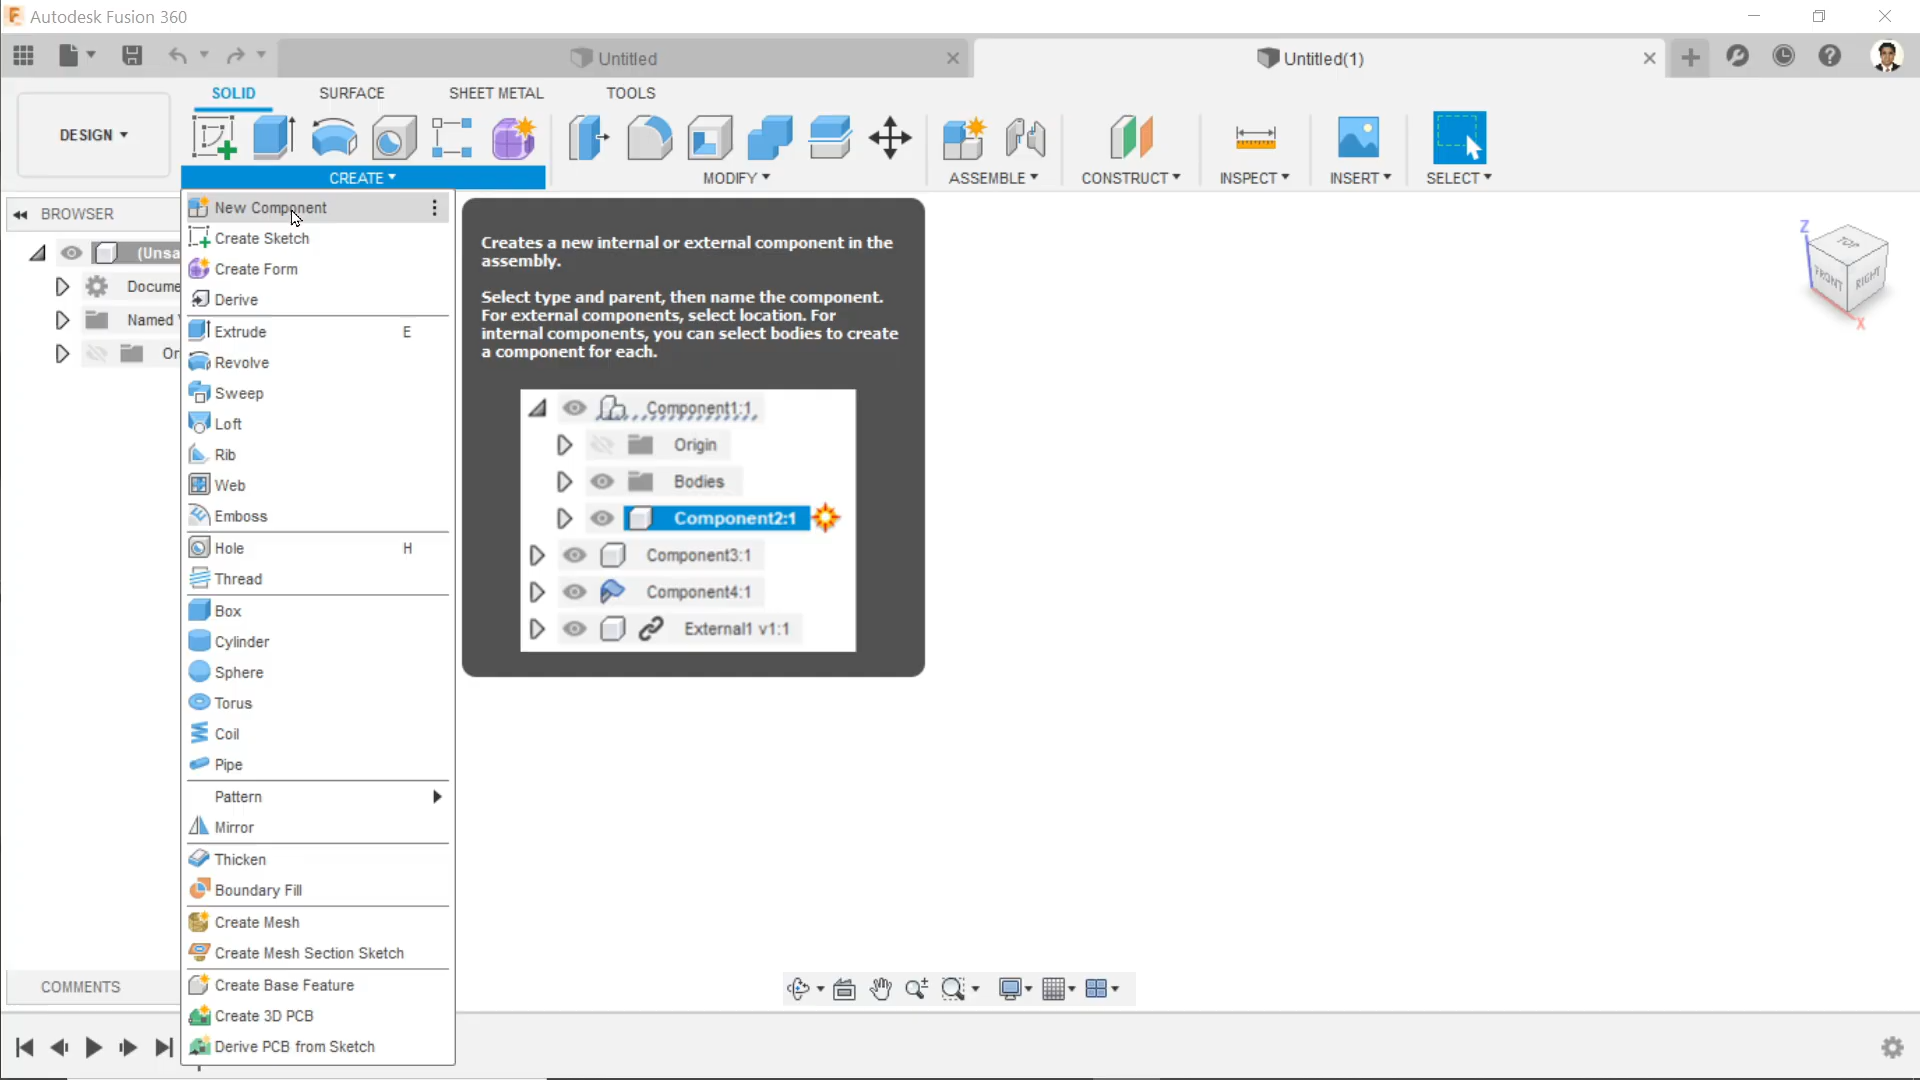 Autodesk Fusion 360
Untitled
Untitled(1)
SOLID
SURFACE
SHEET METAL
TOOLS
DESIGN
CREATE
MODIFY
ASSEMBLE
CONSTRUCT
INSPECT
INSERT
SELECT
BROWSER
(Unsa
Docume
Named
Or
New Component
Create Sketch
Create Form
Derive
Extrude E
Revolve
Sweep
Loft
Rib
Web
Emboss
Hole H
Thread
Box
Cylinder
Sphere
Torus
Coil
Pipe
Pattern
Mirror
Thicken
Boundary Fill
Create Mesh
Create Mesh Section Sketch
Create Base Feature
Create 3D PCB
Derive PCB from Sketch
Creates a new internal or external component in the
assembly.
Select type and parent, then name the component.
For external components, select location. For
internal components, you can select bodies to create
a component for each.
Component1:1
Origin
Bodies
Component2:1
Component3:1
Component4:1
External1 v1:1
Z
TOP
FRONT
RIGHT
X
COMMENTS